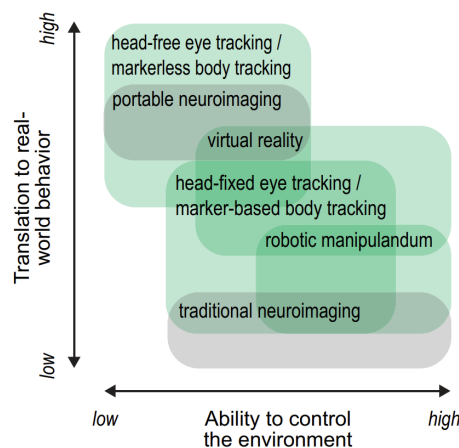 high
head-free eye tracking /
markerless body tracking
portable neuroimaging
virtual reality
head-fixed eye tracking /
marker-based body tracking
robotic manipulandum
traditional neuroimaging
low
Translation to real-
world behavior
low
Ability to control
the environment
high